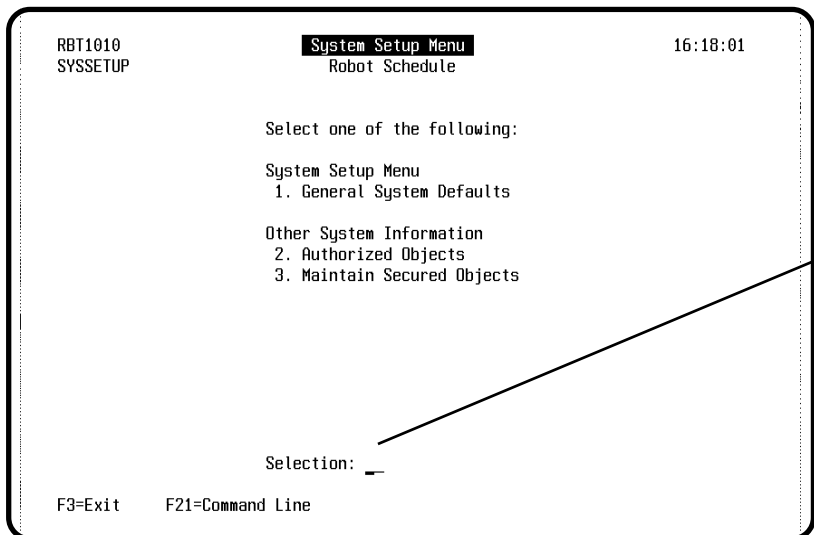 RBT1010 System Setup Menu 16:18:01
SYSSETUP Robot Schedule
Select one of the following:
System Setup Menu
1. General System Defaults
Other System Information
2. Authorized Objects
3. Maintain Secured Objects
Selection: __
F3=Exit F21=Command Line